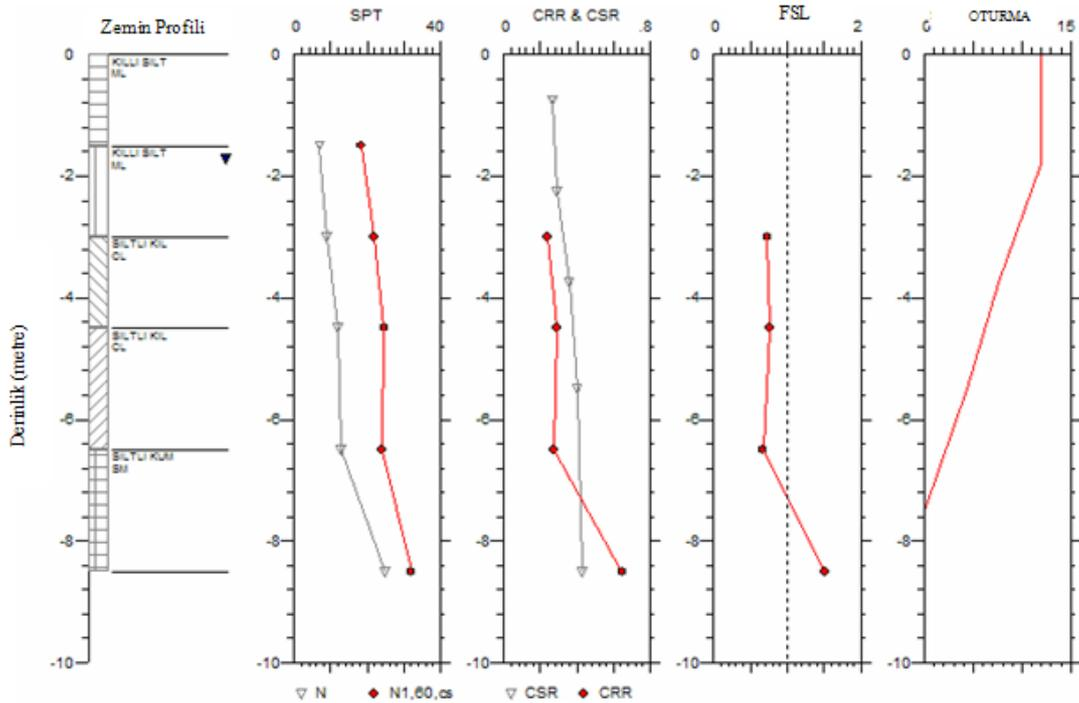 Zemin Profili
SPT
CRR & CSR
FSL
OTURMA
0 40
0 .8
0 2
0 15
0
-2
-4
-6
-8
-10
KILLI SILT
ML
KILLI SILT
ML
SILTLI KIL
CL
SILTLI KIL
CL
SILTLI KUM
SM
Derinlik (metre)
0
-2
-4
-6
-8
-10
0
-2
-4
-6
-8
-10
0
-2
-4
-6
-8
-10
0
-2
-4
-6
-8
-10
N N1,60,cs
CSR CRR